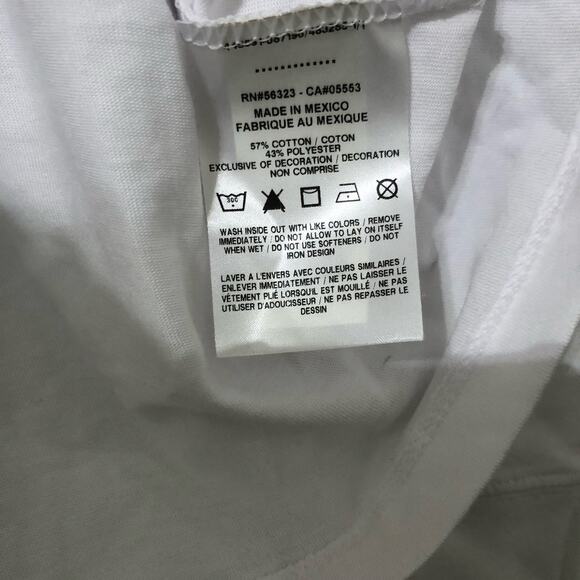 RN#56323 - CA#05553
MADE IN MEXICO
FABRIQUE AU MEXIQUE
57% COTTON / COTON
43% POLYESTER
EXCLUSIVE OF DECORATION / DECORATION
NON COMPRISE
30C
WASH INSIDE OUT WITH LIKE COLORS / REMOVE
IMMEDIATELY / DO NOT ALLOW TO LAY ON ITSELF
WHEN WET / DO NOT USE SOFTENERS / DO NOT
IRON DESIGN
LAVER A L'ENVERS AVEC COULEURS SIMILAIRES /
ENLEVER IMMEDIATEMENT / NE PAS LAISSER LE
VÊTEMENT PLIÉ LORSQU'IL EST MOUILLÉ / NE PAS
UTILISER D'ADOUCISSEUR / NE PAS REPASSER LE
DESSIN